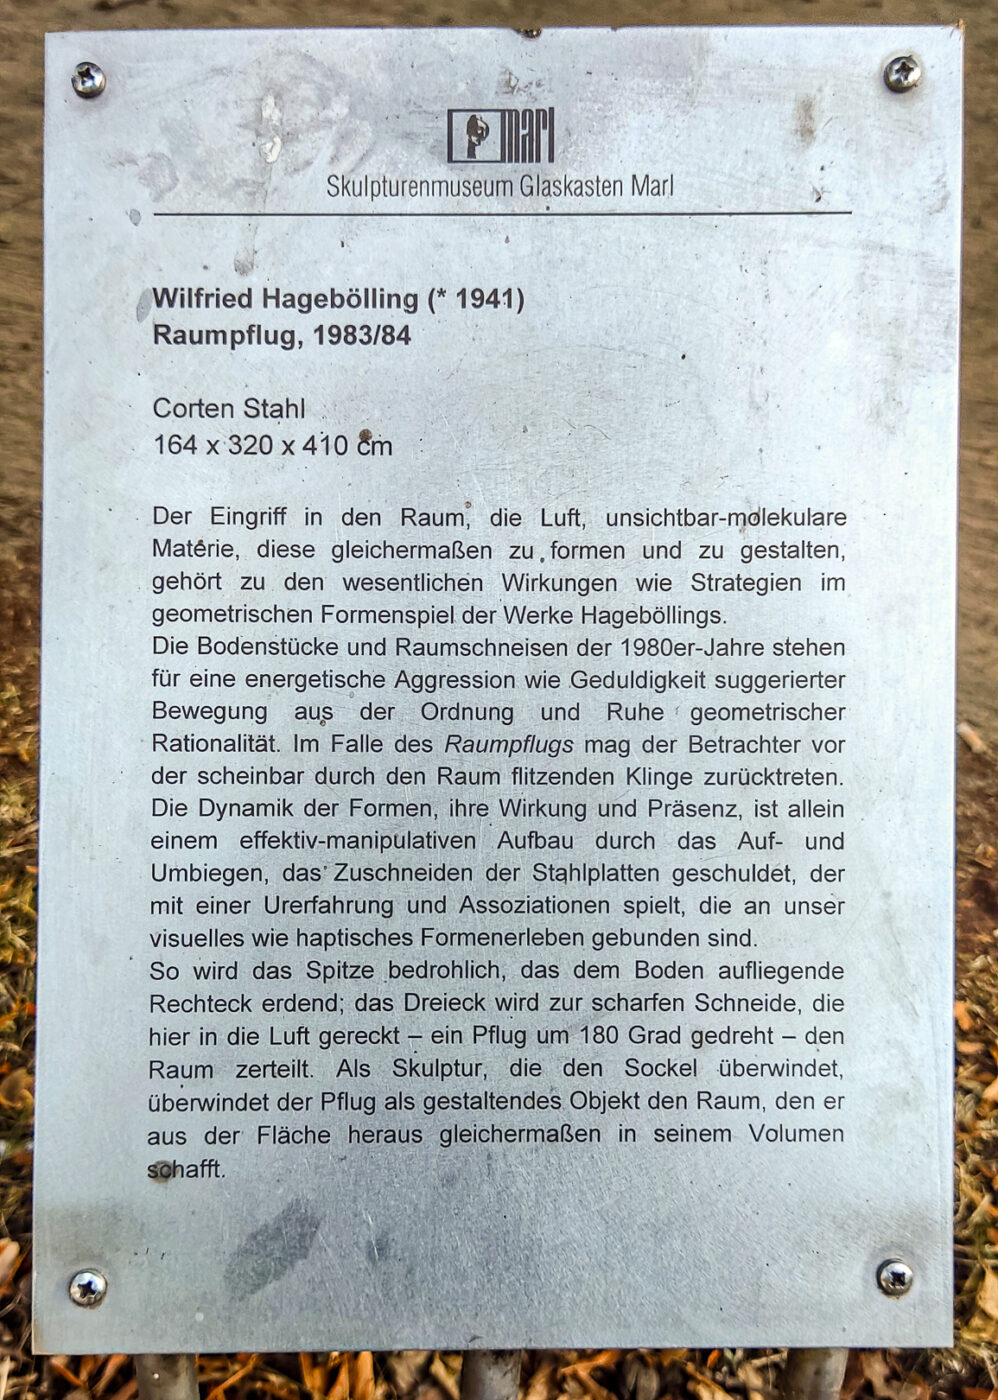 marl
Skulpturenmuseum Glaskasten Marl
Wilfried Hagebölling (* 1941)
Raumpflug, 1983/84
Corten Stahl
164 x 320 x 410 cm
Der Eingriff in den Raum, die Luft, unsichtbar-molekulare
Materie, diese gleichermaßen zu formen und zu gestalten,
gehört zu den wesentlichen Wirkungen wie Strategien im
geometrischen Formenspiel der Werke Hageböllings.
Die Bodenstücke und Raumschneisen der 1980er-Jahre stehen
für eine energetische Aggression wie Geduldigkeit suggerierter
Bewegung aus der Ordnung und Ruhe geometrischer
Rationalität. Im Falle des Raumpflugs mag der Betrachter vor
der scheinbar durch den Raum flitzenden Klinge zurücktreten.
Die Dynamik der Formen, ihre Wirkung und Präsenz, ist allein
einem effektiv-manipulativen Aufbau durch das Auf- und
Umbiegen, das Zuschneiden der Stahlplatten geschuldet, der
mit einer Urerfahrung und Assoziationen spielt, die an unser
visuelles wie haptisches Formenerleben gebunden sind.
So wird das Spitze bedrohlich, das dem Boden aufliegende
Rechteck erdend; das Dreieck wird zur scharfen Schneide, die
hier in die Luft gereckt – ein Pflug um 180 Grad gedreht – den
Raum zerteilt. Als Skulptur, die den Sockel überwindet,
überwindet der Pflug als gestaltendes Objekt den Raum, den er
aus der Fläche heraus gleichermaßen in seinem Volumen
schafft.